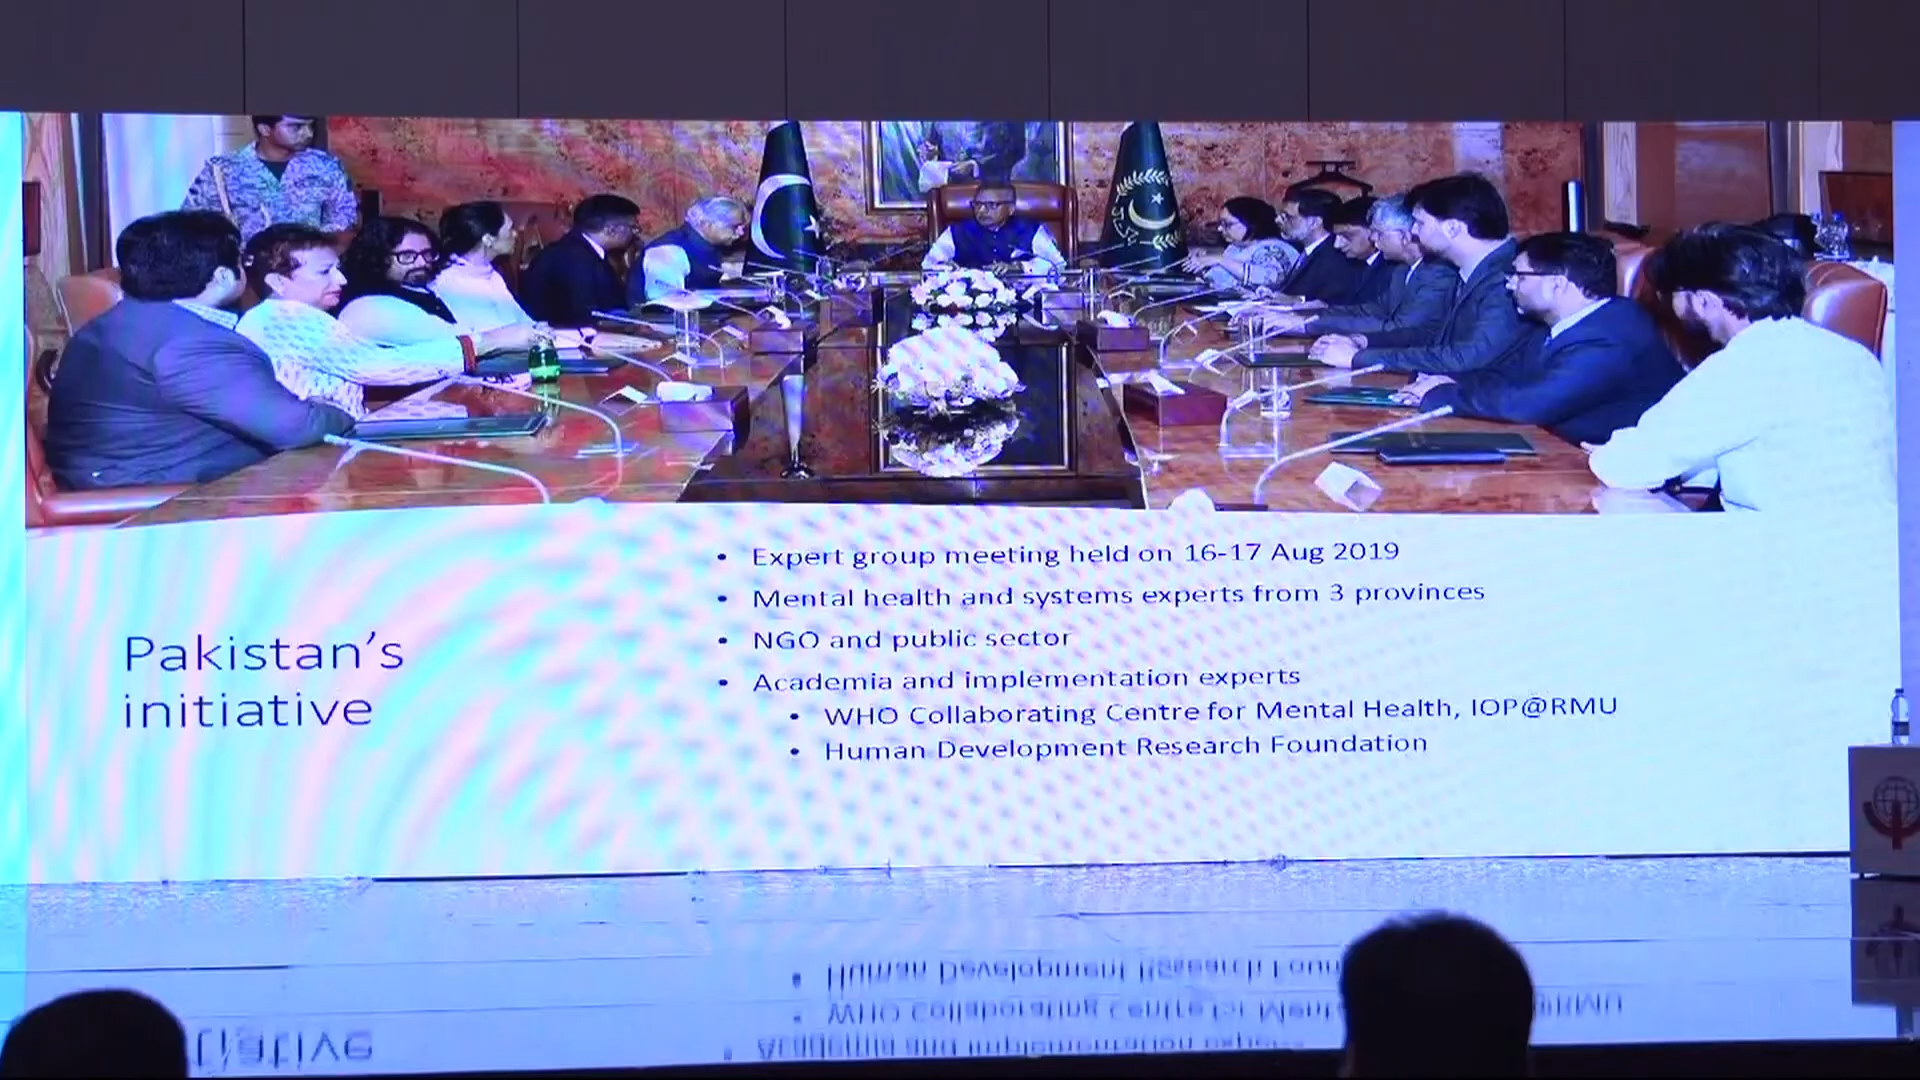 Pakistan's
initiative
• Expert group meeting held on 16-17 Aug 2019
• Mental health and systems experts from 3 provinces
• NGO and public sector
• Academia and implementation experts
• WHO Collaborating Centre for Mental Health, IOP@RMU
• Human Development Research Foundation